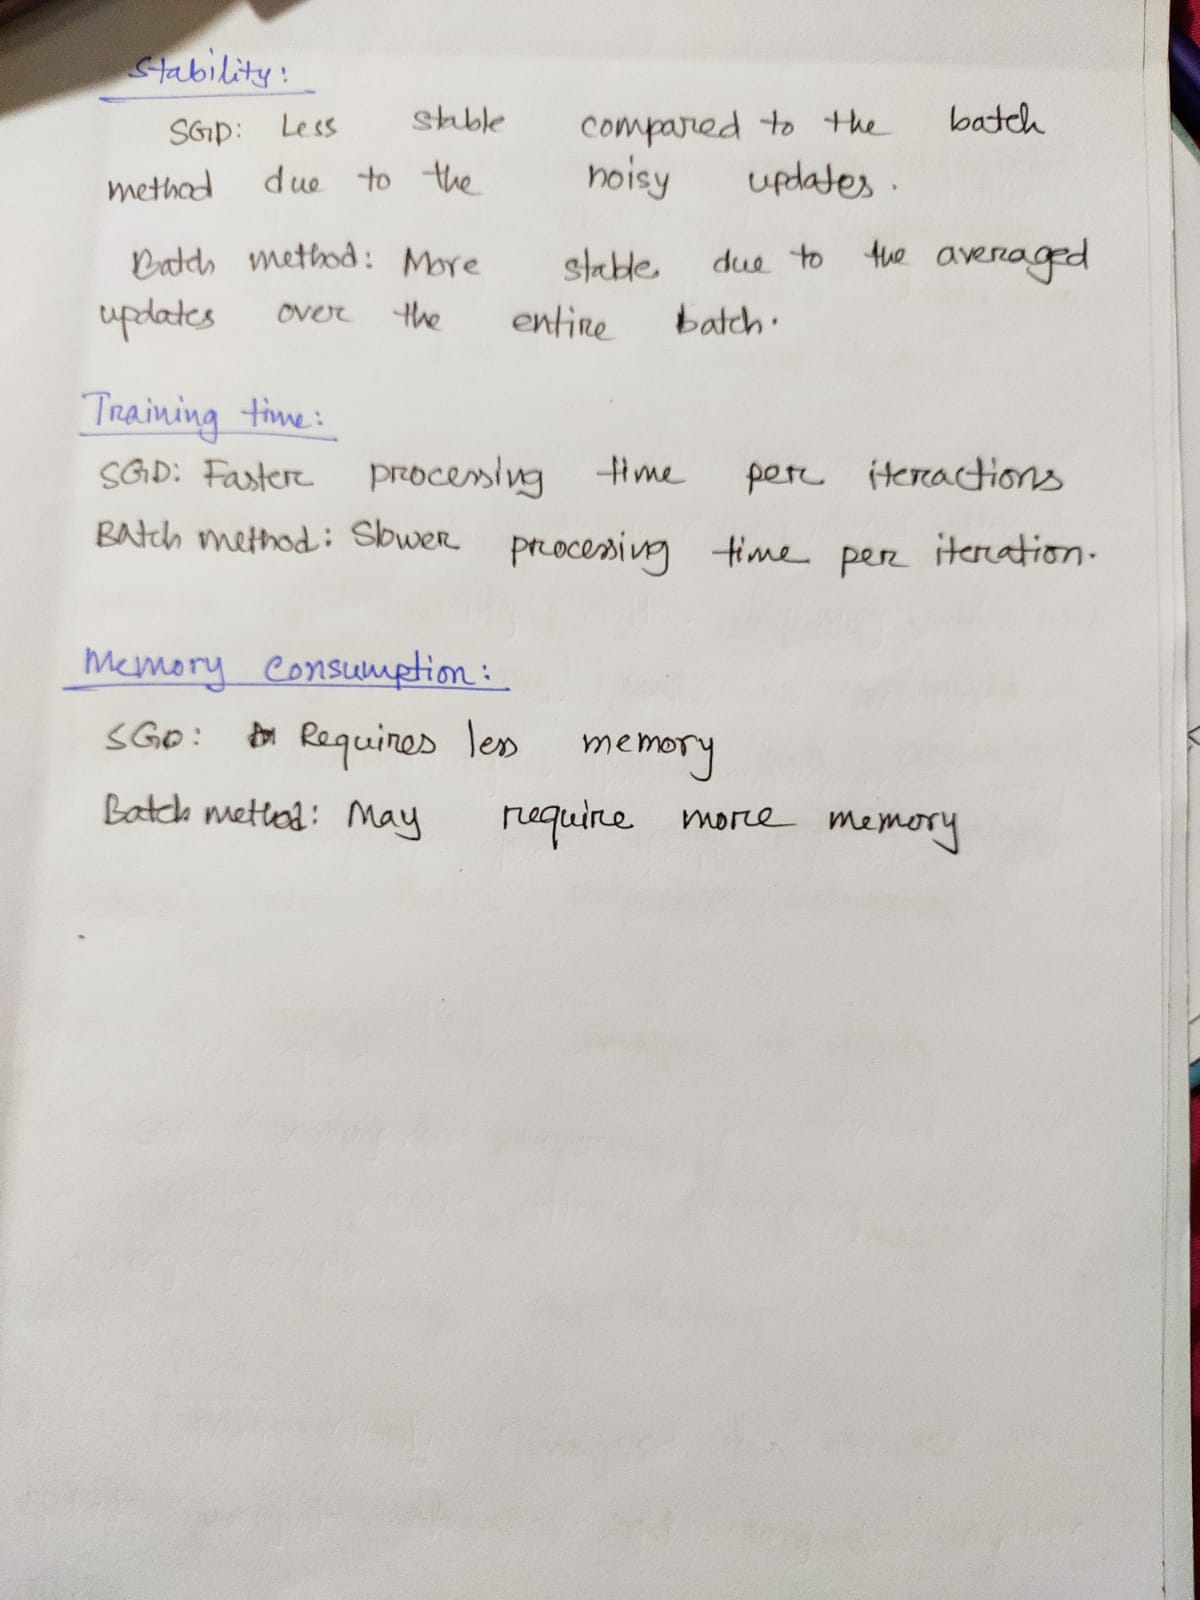 Stability:
SGD: Less stable compared to the batch
method due to the noisy updates.
Batch method: More stable due to the averaged
updates over the entire batch.
Training time:
SGD: Faster processing time per iteractions
BAtch method: Slower processing time per iteration.
Memory Consumption:
SGD: Requires less memory
Batch method: May require more memory